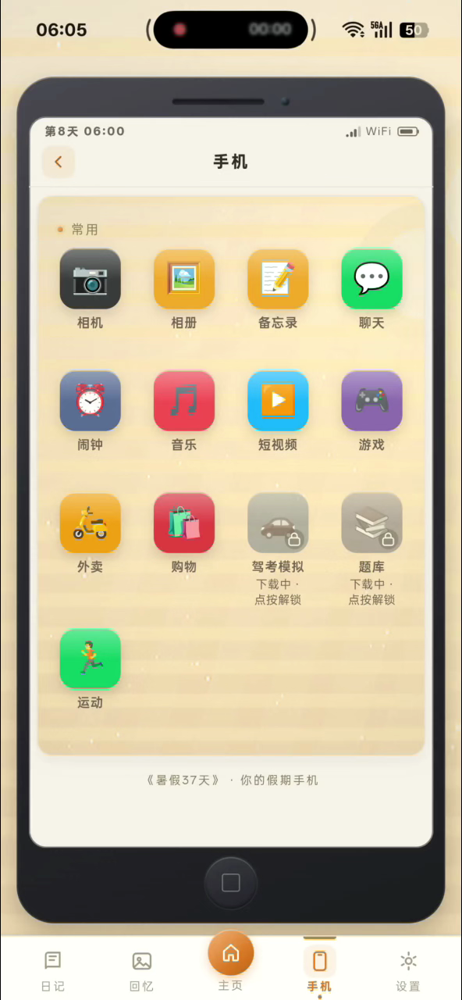 06:05
00:00
5GA
50
第8天 06:00
WiFi
手机
常用
相机
相册
备忘录
聊天
闹钟
音乐
短视频
游戏
外卖
购物
驾考模拟
下载中 ·
点按解锁
题库
下载中 ·
点按解锁
运动
《暑假37天》 · 你的假期手机
日记
回忆
主页
手机
设置